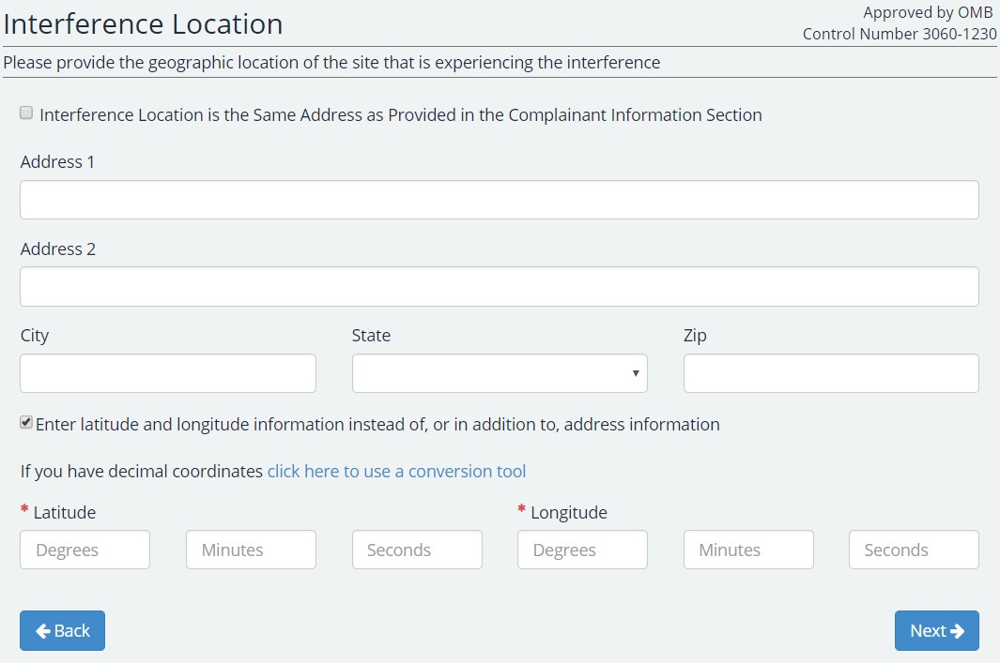 Interference Location
Approved by OMB
Control Number 3060-1230
Please provide the geographic location of the site that is experiencing the interference
Interference Location is the Same Address as Provided in the Complainant Information Section
Address 1
Address 2
City State Zip
Enter latitude and longitude information instead of, or in addition to, address information
If you have decimal coordinates click here to use a conversion tool
* Latitude * Longitude
Degrees Minutes Seconds Degrees Minutes Seconds
Back Next